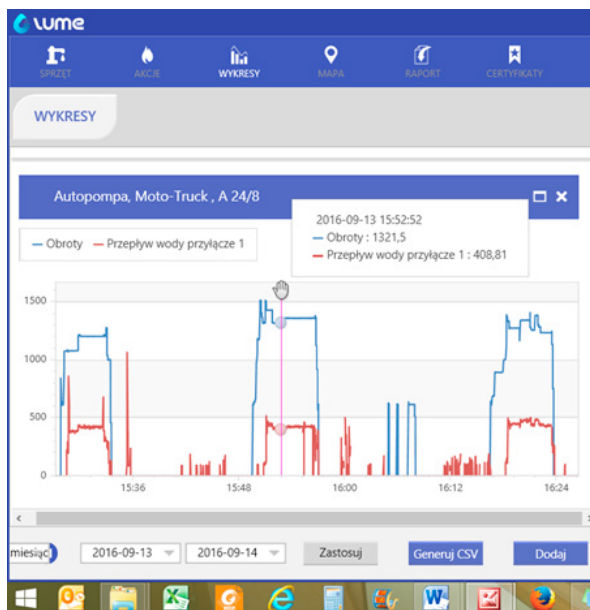 lume
SPRZĘT AKCJE WYKRESY MAPA RAPORT CERTYFIKATY
WYKRESY
Autopompa, Moto-Truck , A 24/8
2016-09-13 15:52:52
Obroty : 1321,5
Przepływ wody przyłącze 1 : 408,81
Obroty Przepływ wody przyłącze 1
1500
1000
500
0
15:36 15:48 16:00 16:12 16:24
miesiąc 2016-09-13 2016-09-14 Zastosuj Generuj CSV Dodaj